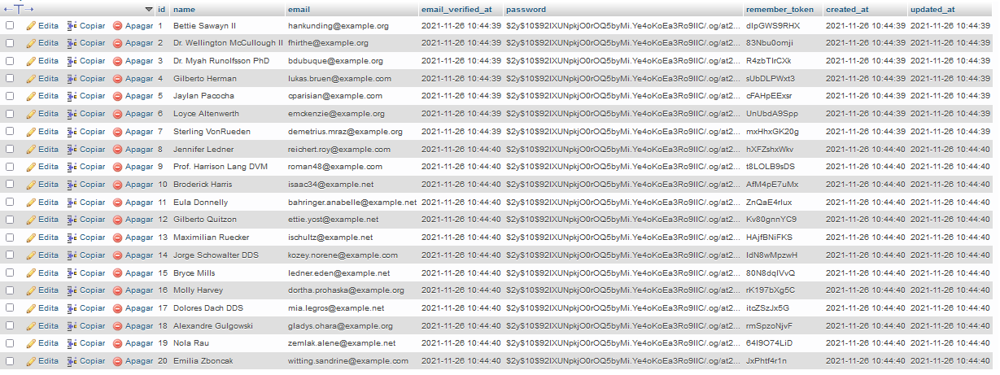 id name email email_verified_at password remember_token created_at updated_at
Edita Copiar Apagar 1 Bettie Sawayn II hankunding@example.org 2021-11-26 10:44:39 $2y$10$92IXUNpkjO0rOQ5byMi.Ye4oKoEa3Ro9llC/.og/at2... dIpGWS9RHX 2021-11-26 10:44:39 2021-11-26 10:44:39
Edita Copiar Apagar 2 Dr. Wellington McCullough II fhirthe@example.org 2021-11-26 10:44:39 $2y$10$92IXUNpkjO0rOQ5byMi.Ye4oKoEa3Ro9llC/.og/at2... 83Nbu0omji 2021-11-26 10:44:39 2021-11-26 10:44:39
Edita Copiar Apagar 3 Dr. Myah Runolfsson PhD bdubuque@example.org 2021-11-26 10:44:39 $2y$10$92IXUNpkjO0rOQ5byMi.Ye4oKoEa3Ro9llC/.og/at2... R4zbTIrCXk 2021-11-26 10:44:39 2021-11-26 10:44:39
Edita Copiar Apagar 4 Gilberto Herman lukas.bruen@example.com 2021-11-26 10:44:39 $2y$10$92IXUNpkjO0rOQ5byMi.Ye4oKoEa3Ro9llC/.og/at2... sUbDLPWxt3 2021-11-26 10:44:39 2021-11-26 10:44:39
Edita Copiar Apagar 5 Jaylan Pacocha cparisian@example.com 2021-11-26 10:44:39 $2y$10$92IXUNpkjO0rOQ5byMi.Ye4oKoEa3Ro9llC/.og/at2... cFAHpEExsr 2021-11-26 10:44:39 2021-11-26 10:44:39
Edita Copiar Apagar 6 Loyce Altenwerth emckenzie@example.org 2021-11-26 10:44:39 $2y$10$92IXUNpkjO0rOQ5byMi.Ye4oKoEa3Ro9llC/.og/at2... UnUbdA9Spp 2021-11-26 10:44:39 2021-11-26 10:44:39
Edita Copiar Apagar 7 Sterling VonRueden demetrius.mraz@example.org 2021-11-26 10:44:39 $2y$10$92IXUNpkjO0rOQ5byMi.Ye4oKoEa3Ro9llC/.og/at2... mxHhxGK20g 2021-11-26 10:44:39 2021-11-26 10:44:39
Edita Copiar Apagar 8 Jennifer Ledner reichert.roy@example.com 2021-11-26 10:44:40 $2y$10$92IXUNpkjO0rOQ5byMi.Ye4oKoEa3Ro9llC/.og/at2... hXFZshxWkv 2021-11-26 10:44:40 2021-11-26 10:44:40
Edita Copiar Apagar 9 Prof. Harrison Lang DVM roman48@example.com 2021-11-26 10:44:40 $2y$10$92IXUNpkjO0rOQ5byMi.Ye4oKoEa3Ro9llC/.og/at2... t8LOLB9sDS 2021-11-26 10:44:40 2021-11-26 10:44:40
Edita Copiar Apagar 10 Broderick Harris isaac34@example.net 2021-11-26 10:44:40 $2y$10$92IXUNpkjO0rOQ5byMi.Ye4oKoEa3Ro9llC/.og/at2... AfM4pE7uMx 2021-11-26 10:44:40 2021-11-26 10:44:40
Edita Copiar Apagar 11 Eula Donnelly bahringer.anabelle@example.net 2021-11-26 10:44:40 $2y$10$92IXUNpkjO0rOQ5byMi.Ye4oKoEa3Ro9llC/.og/at2... ZnQaE4rlux 2021-11-26 10:44:40 2021-11-26 10:44:40
Edita Copiar Apagar 12 Gilberto Quitzon ettie.yost@example.net 2021-11-26 10:44:40 $2y$10$92IXUNpkjO0rOQ5byMi.Ye4oKoEa3Ro9llC/.og/at2... Kv80gnnYC9 2021-11-26 10:44:40 2021-11-26 10:44:40
Edita Copiar Apagar 13 Maximilian Ruecker ischultz@example.net 2021-11-26 10:44:40 $2y$10$92IXUNpkjO0rOQ5byMi.Ye4oKoEa3Ro9llC/.og/at2... HAjfBNiFKS 2021-11-26 10:44:40 2021-11-26 10:44:40
Edita Copiar Apagar 14 Jorge Schowalter DDS kozey.norene@example.com 2021-11-26 10:44:40 $2y$10$92IXUNpkjO0rOQ5byMi.Ye4oKoEa3Ro9llC/.og/at2... IdN8wMpzwH 2021-11-26 10:44:40 2021-11-26 10:44:40
Edita Copiar Apagar 15 Bryce Mills ledner.eden@example.net 2021-11-26 10:44:40 $2y$10$92IXUNpkjO0rOQ5byMi.Ye4oKoEa3Ro9llC/.og/at2... 80N8dqIVvQ 2021-11-26 10:44:40 2021-11-26 10:44:40
Edita Copiar Apagar 16 Molly Harvey dortha.prohaska@example.org 2021-11-26 10:44:40 $2y$10$92IXUNpkjO0rOQ5byMi.Ye4oKoEa3Ro9llC/.og/at2... rK197bXg5C 2021-11-26 10:44:40 2021-11-26 10:44:40
Edita Copiar Apagar 17 Dolores Dach DDS mia.legros@example.net 2021-11-26 10:44:40 $2y$10$92IXUNpkjO0rOQ5byMi.Ye4oKoEa3Ro9llC/.og/at2... itcZSzJx5G 2021-11-26 10:44:40 2021-11-26 10:44:40
Edita Copiar Apagar 18 Alexandre Gulgowski gladys.ohara@example.org 2021-11-26 10:44:40 $2y$10$92IXUNpkjO0rOQ5byMi.Ye4oKoEa3Ro9llC/.og/at2... rmSpzoNjvF 2021-11-26 10:44:40 2021-11-26 10:44:40
Edita Copiar Apagar 19 Nola Rau zemlak.alene@example.net 2021-11-26 10:44:40 $2y$10$92IXUNpkjO0rOQ5byMi.Ye4oKoEa3Ro9llC/.og/at2... 64I9O74LiD 2021-11-26 10:44:40 2021-11-26 10:44:40
Edita Copiar Apagar 20 Emilia Zboncak witting.sandrine@example.com 2021-11-26 10:44:40 $2y$10$92IXUNpkjO0rOQ5byMi.Ye4oKoEa3Ro9llC/.og/at2... JxPhtf4r1n 2021-11-26 10:44:40 2021-11-26 10:44:40